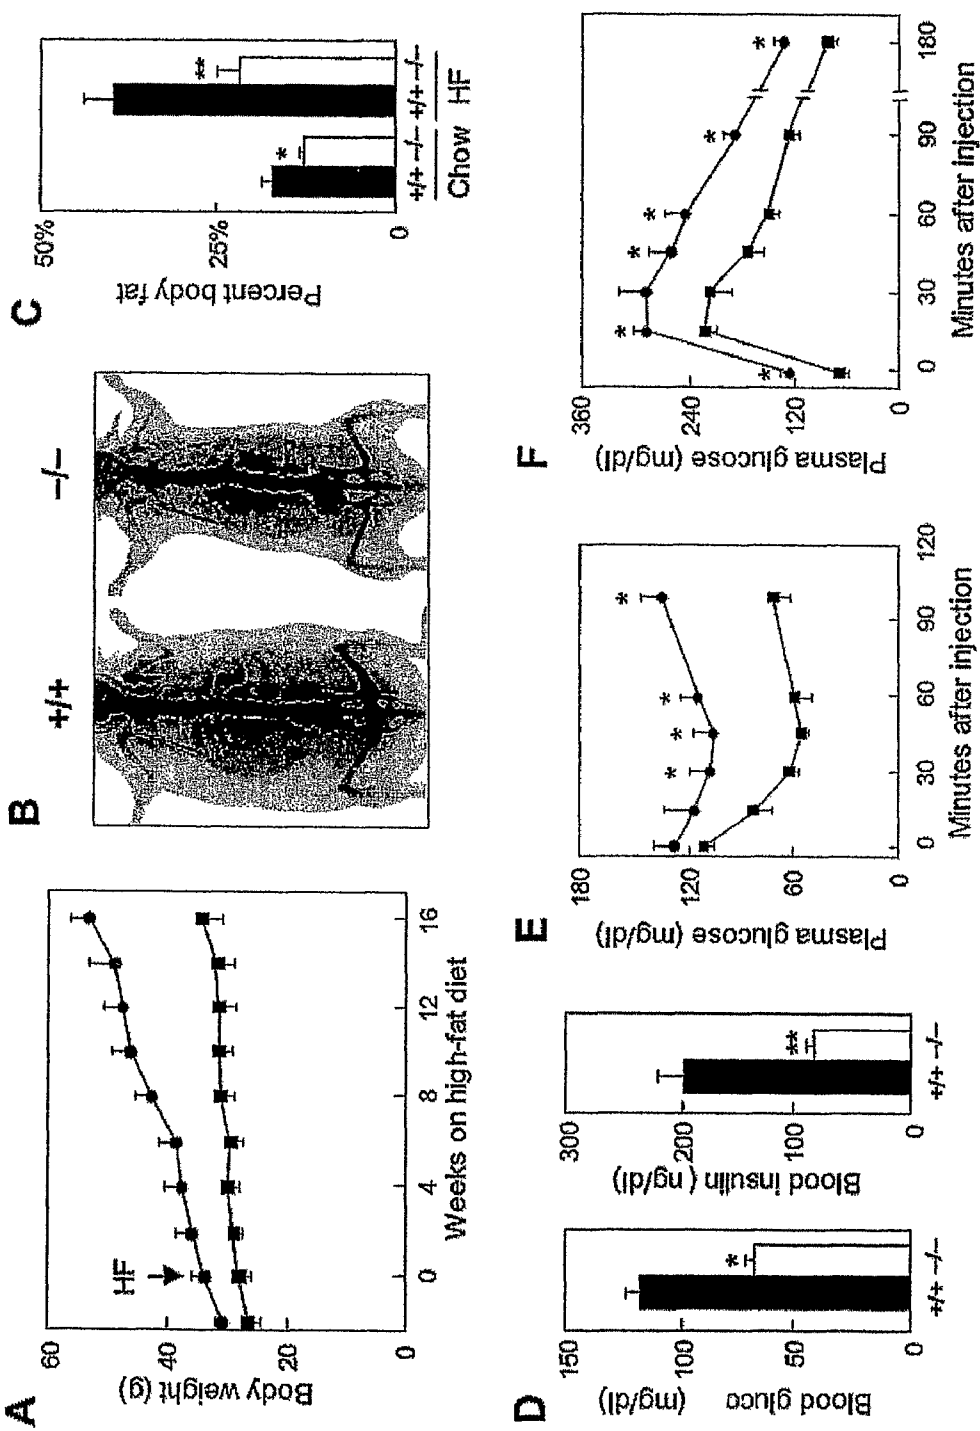 A
60
40
20
0
Body weight (g)
HF
0
4
8
12
16
Weeks on high-fat diet
B
+/+
–/–
C
50%
25%
0
Percent body fat
*
**
+/+ –/– +/+ –/–
Chow HF
D
150
100
50
0
Blood gluco
(mg/dl)
*
+/+ –/–
300
200
100
0
Blood insulin ( ng/dl)
**
+/+ –/–
E
180
120
60
0
Plasma glucose (mg/dl)
* * * *
0 30 60 90 120
Minutes after injection
F
360
240
120
0
Plasma glucose (mg/dl)
* * * * * *
0 30 60 90 180
Minutes after injection